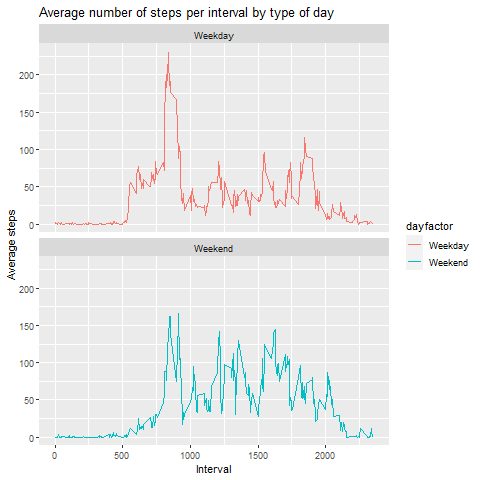 Average number of steps per interval by type of day
Weekday
200
150
100
50
0
Weekend
200
150
100
50
0
0
500
1000
1500
2000
Interval
Average steps
dayfactor
Weekday
Weekend